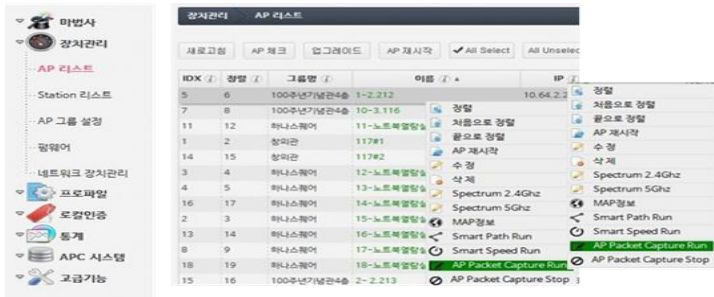 마법사
장치관리
AP 리스트
Station 리스트
AP 그룹 설정
펌웨어
네트워크 장치관리
프로파일
로컬인증
통계
APC 시스템
고급기능
장치관리 AP 리스트
새로고침 AP 체크 업그레이드 AP 재시작 All Select All Unselec
IDX 정렬 그룹명 이름 IP
5 6 100주년기념관4층 1-2.212 10.64.2.2
7 8 100주년기념관4층 10-3.116
11 12 하나스퀘어 11-노트북열람실
1 2 창의관 117#1
14 15 창의관 117#2
3 4 하나스퀘어 12-노트북열람실
4 5 하나스퀘어 13-노트북열람실
16 17 하나스퀘어 14-노트북열람실
2 3 하나스퀘어 15-노트북열람실
13 14 하나스퀘어 16-노트북열람실
8 9 하나스퀘어 17-노트북열람실
18 19 하나스퀘어 18-노트북열람실
15 16 100주년기념관4층 2-2.213
정렬
처음으로 정렬
끝으로 정렬
AP 재시작
수 정
삭 제
Spectrum 2.4Ghz
Spectrum 5Ghz
MAP정보
Smart Path Run
Smart Speed Run
AP Packet Capture Run
AP Packet Capture Stop
정렬
처음으로 정렬
끝으로 정렬
AP 재시작
수 정
삭 제
Spectrum 2.4Ghz
Spectrum 5Ghz
MAP정보
Smart Path Run
Smart Speed Run
AP Packet Capture Run
AP Packet Capture Stop